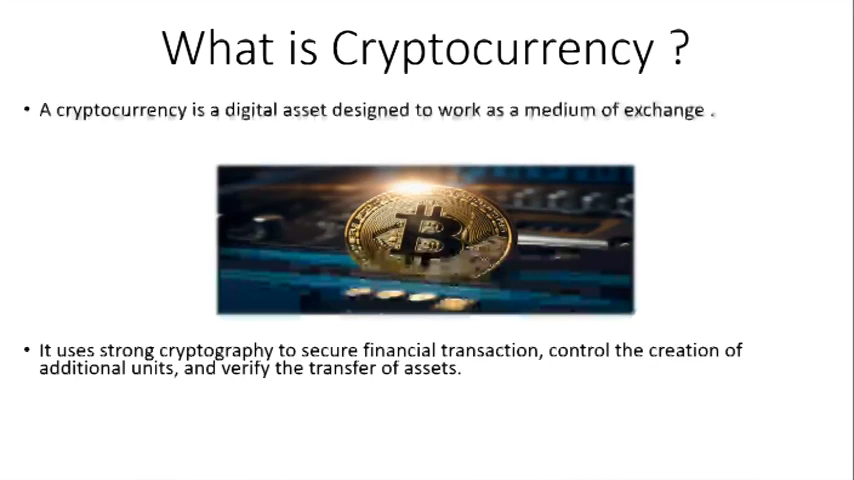 What is Cryptocurrency ?
• A cryptocurrency is a digital asset designed to work as a medium of exchange .
• It uses strong cryptography to secure financial transaction, control the creation of
additional units, and verify the transfer of assets.